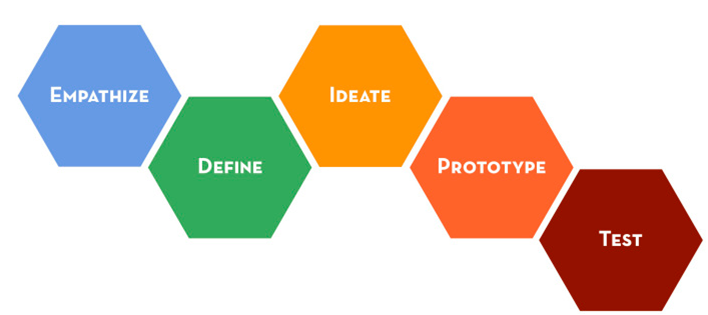 Empathize
Define
Ideate
Prototype
Test